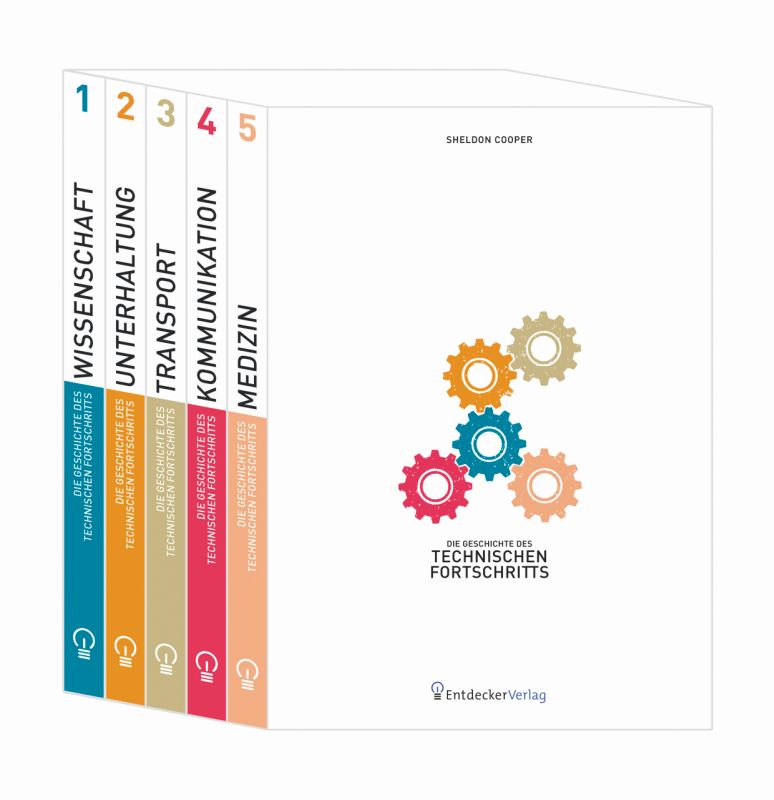 1
WISSENSCHAFT
DIE GESCHICHTE DES
TECHNISCHEN FORTSCHRITTS
2
UNTERHALTUNG
DIE GESCHICHTE DES
TECHNISCHEN FORTSCHRITTS
3
TRANSPORT
DIE GESCHICHTE DES
TECHNISCHEN FORTSCHRITTS
4
KOMMUNIKATION
DIE GESCHICHTE DES
TECHNISCHEN FORTSCHRITTS
5
MEDIZIN
DIE GESCHICHTE DES
TECHNISCHEN FORTSCHRITTS
SHELDON COOPER
DIE GESCHICHTE DES
TECHNISCHEN
FORTSCHRITTS
EntdeckerVerlag